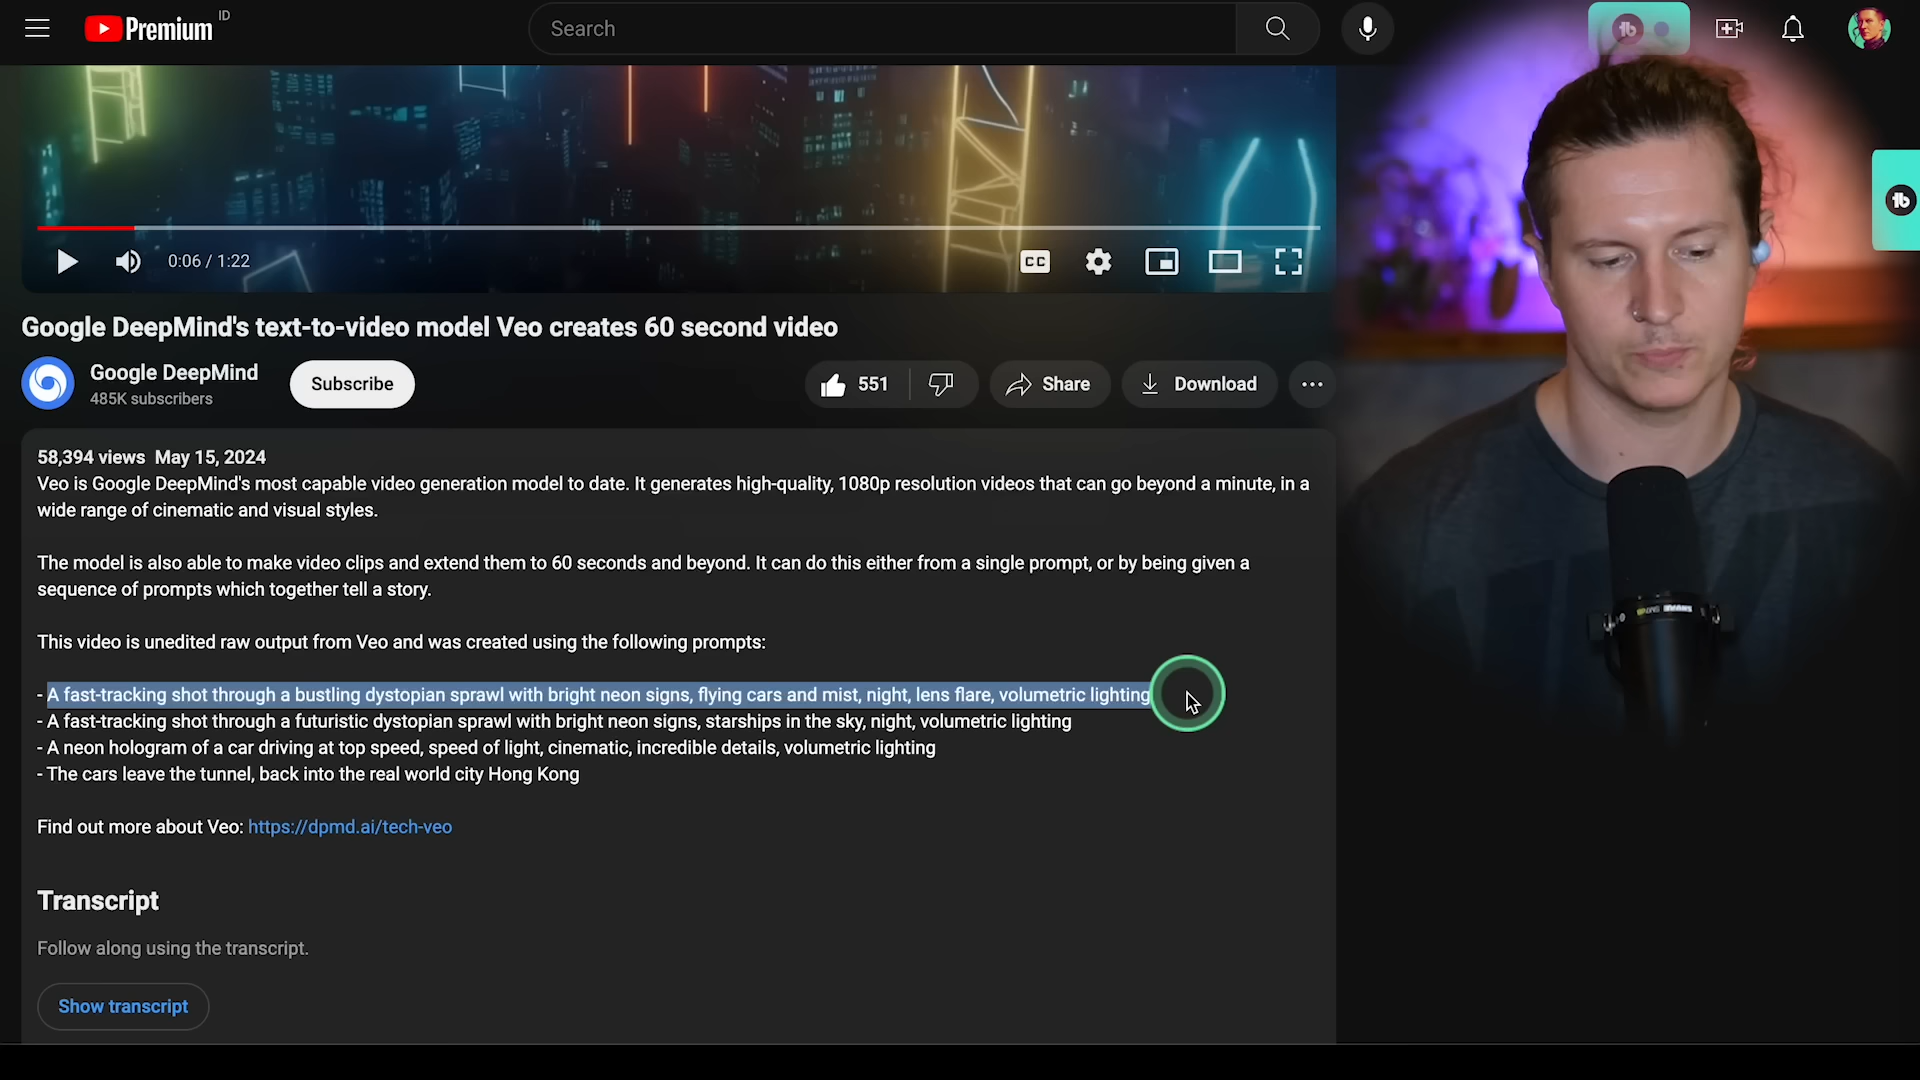 Premium ID
Search
0:06 / 1:22
CC
Google DeepMind's text-to-video model Veo creates 60 second video
Google DeepMind
485K subscribers
Subscribe
551
Share
Download
58,394 views May 15, 2024
Veo is Google DeepMind's most capable video generation model to date. It generates high-quality, 1080p resolution videos that can go beyond a minute, in a
wide range of cinematic and visual styles.
The model is also able to make video clips and extend them to 60 seconds and beyond. It can do this either from a single prompt, or by being given a
sequence of prompts which together tell a story.
This video is unedited raw output from Veo and was created using the following prompts:
- A fast-tracking shot through a bustling dystopian sprawl with bright neon signs, flying cars and mist, night, lens flare, volumetric lighting
- A fast-tracking shot through a futuristic dystopian sprawl with bright neon signs, starships in the sky, night, volumetric lighting
- A neon hologram of a car driving at top speed, speed of light, cinematic, incredible details, volumetric lighting
- The cars leave the tunnel, back into the real world city Hong Kong
Find out more about Veo: https://dpmd.ai/tech-veo
Transcript
Follow along using the transcript.
Show transcript